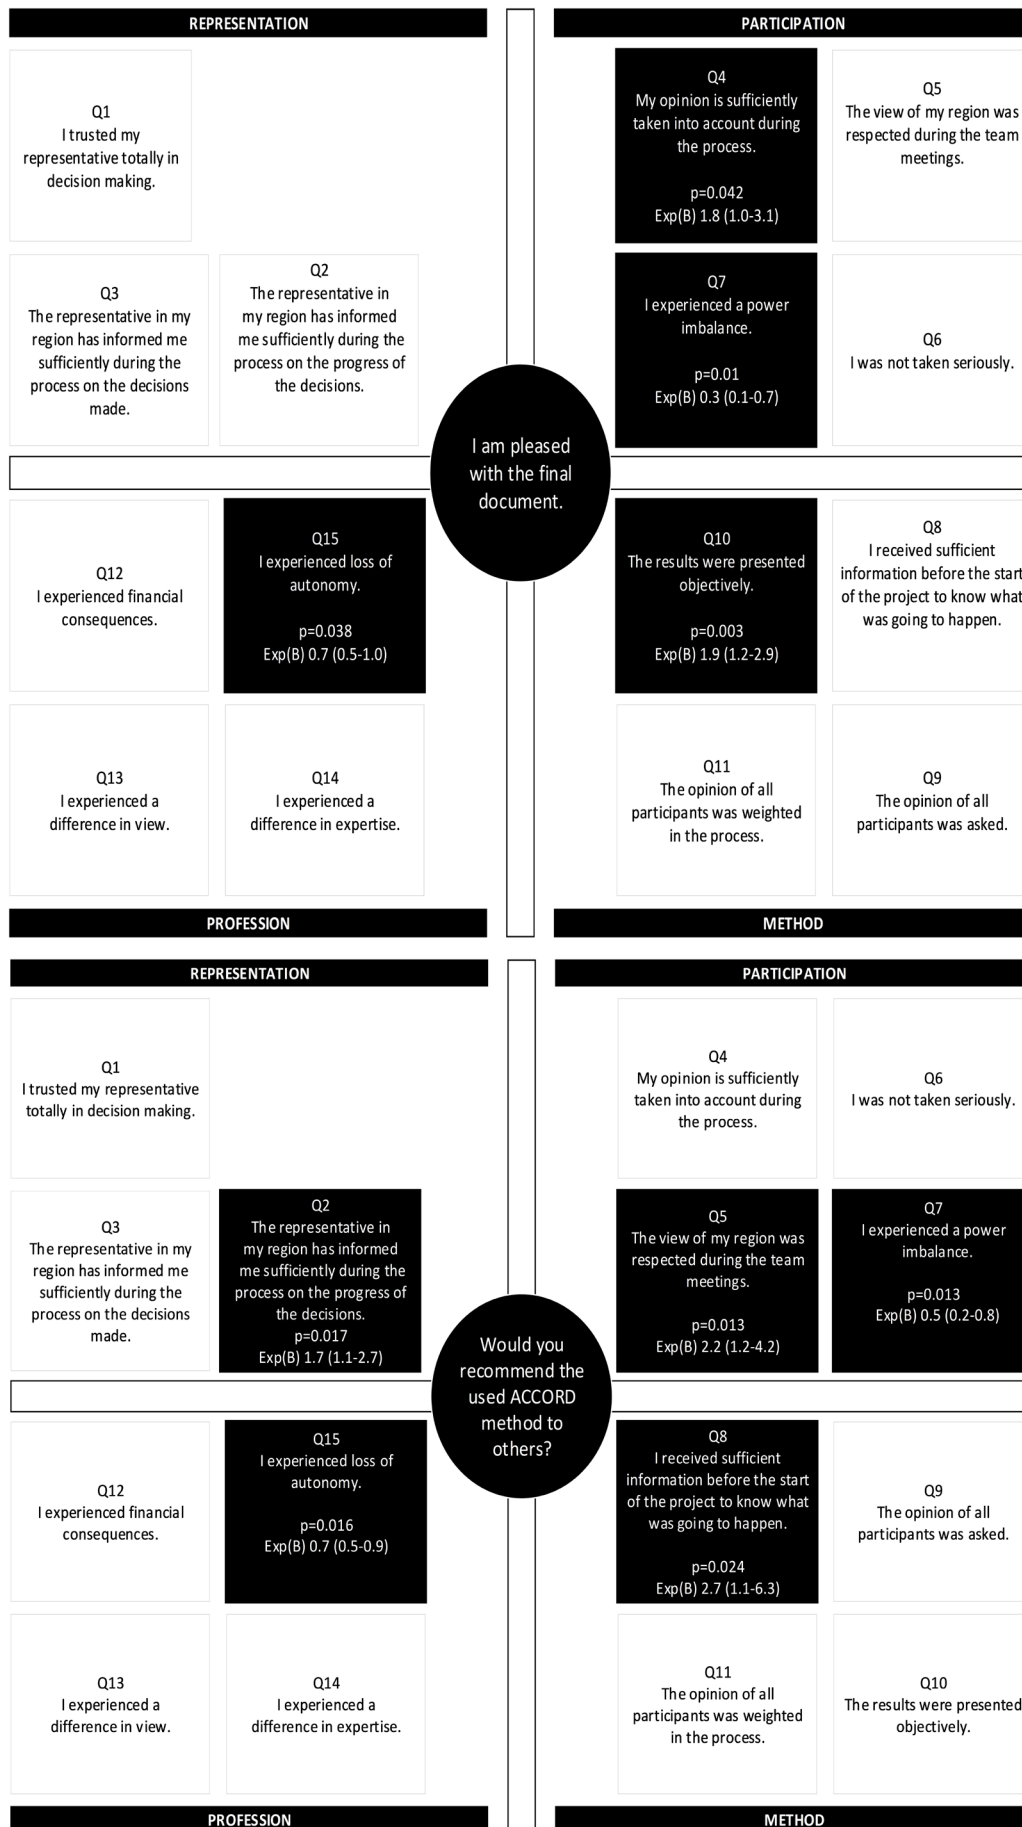 REPRESENTATION
PARTICIPATION
Q1
I trusted my
representative totally in
decision making.
Q4
My opinion is sufficiently
taken into account during
the process.
p=0.042
Exp(B) 1.8 (1.0-3.1)
Q5
The view of my region was
respected during the team
meetings.
Q3
The representative in my
region has informed me
sufficiently during the
process on the decisions
made.
Q2
The representative in
my region has informed
me sufficiently during the
process on the progress of
the decisions.
Q7
I experienced a power
imbalance.
p=0.01
Exp(B) 0.3 (0.1-0.7)
Q6
I was not taken seriously.
I am pleased
with the final
document.
Q12
I experienced financial
consequences.
Q15
I experienced loss of
autonomy.
p=0.038
Exp(B) 0.7 (0.5-1.0)
Q10
The results were presented
objectively.
p=0.003
Exp(B) 1.9 (1.2-2.9)
Q8
I received sufficient
information before the start
of the project to know what
was going to happen.
Q13
I experienced a
difference in view.
Q14
I experienced a
difference in expertise.
Q11
The opinion of all
participants was weighted
in the process.
Q9
The opinion of all
participants was asked.
PROFESSION
METHOD
REPRESENTATION
PARTICIPATION
Q1
I trusted my representative
totally in decision making.
Q4
My opinion is sufficiently
taken into account during
the process.
Q6
I was not taken seriously.
Q3
The representative in my
region has informed me
sufficiently during the
process on the decisions
made.
Q2
The representative in
my region has informed
me sufficiently during the
process on the progress of
the decisions.
p=0.017
Exp(B) 1.7 (1.1-2.7)
Q5
The view of my region was
respected during the team
meetings.
p=0.013
Exp(B) 2.2 (1.2-4.2)
Q7
I experienced a power
imbalance.
p=0.013
Exp(B) 0.5 (0.2-0.8)
Would you
recommend the
used ACCORD
method to
others?
Q12
I experienced financial
consequences.
Q15
I experienced loss of
autonomy.
p=0.016
Exp(B) 0.7 (0.5-0.9)
Q8
I received sufficient
information before the start
of the project to know what
was going to happen.
p=0.024
Exp(B) 2.7 (1.1-6.3)
Q9
The opinion of all
participants was asked.
Q13
I experienced a
difference in view.
Q14
I experienced a
difference in expertise.
Q11
The opinion of all
participants was weighted
in the process.
Q10
The results were presented
objectively.
PROFESSION
METHOD